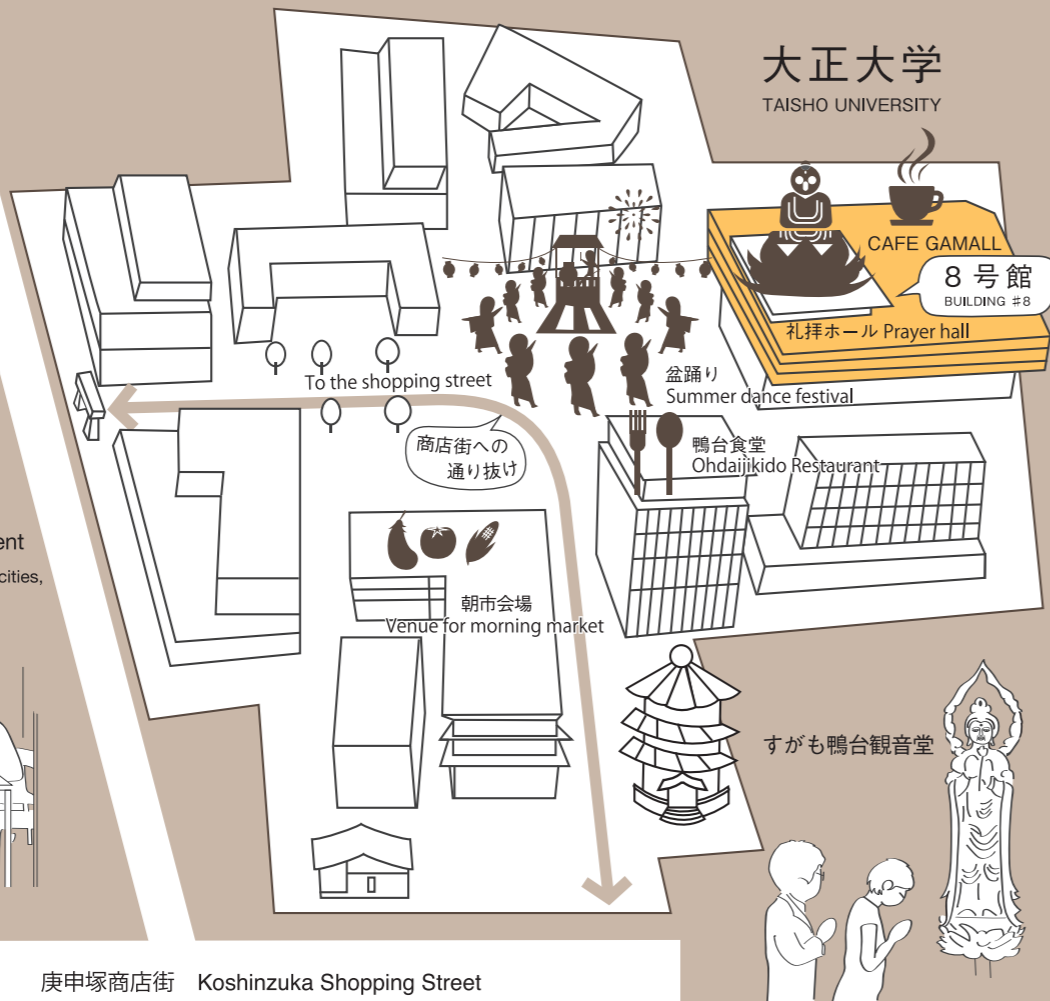 大正大学
TAISHO UNIVERSITY
CAFE GAMALL
8号館
BUILDING #8
礼拝ホール Prayer hall
盆踊り
Summer dance festival
To the shopping street
商店街への
通り抜け
鴨台食堂
Ohdaijikido Restaurant
朝市会場
Venue for morning market
すがも鴨台観音堂
ent
cities,
庚申塚商店街 Koshinzuka Shopping Street